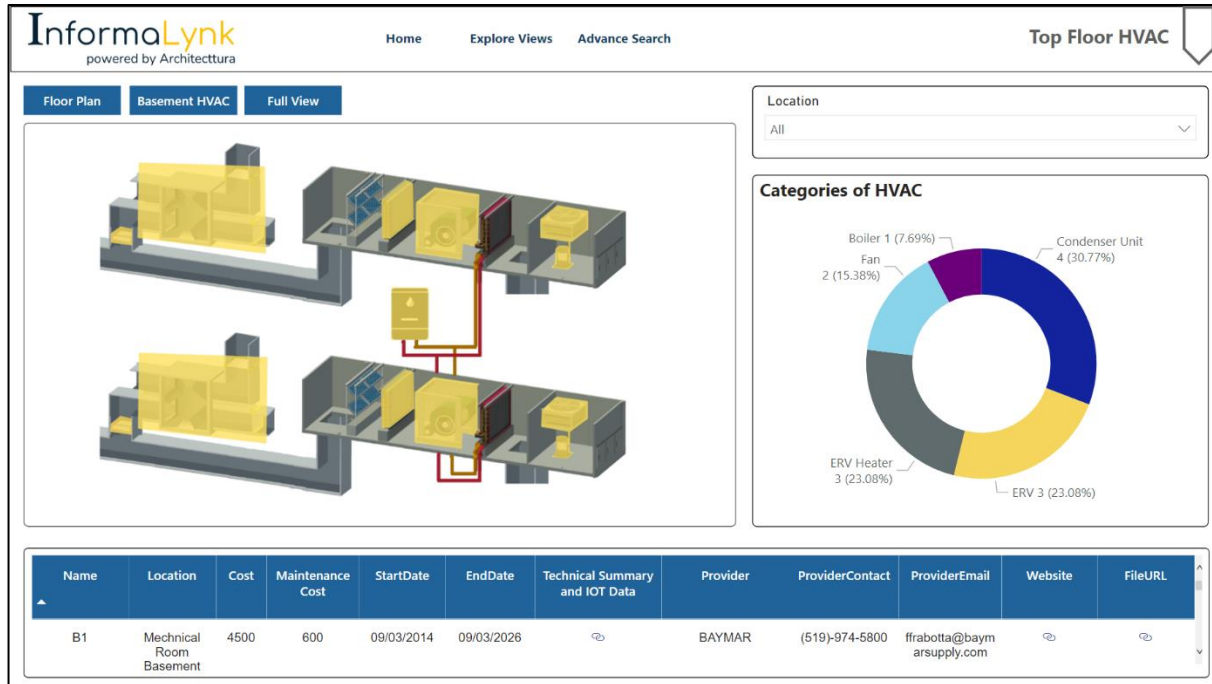 InformaLynk
powered by Architecttura
Home
Explore Views
Advance Search
Top Floor HVAC
Floor Plan
Basement HVAC
Full View
Location
All
Categories of HVAC
Boiler 1 (7.69%)
Fan
2 (15.38%)
Condenser Unit
4 (30.77%)
ERV Heater
3 (23.08%)
ERV 3 (23.08%)
Name
Location
Cost
Maintenance
Cost
StartDate
EndDate
Technical Summary
and IOT Data
Provider
ProviderContact
ProviderEmail
Website
FileURL
B1
Mechnical
Room
Basement
4500
600
09/03/2014
09/03/2026
BAYMAR
(519)-974-5800
ffrabotta@baym
arsupply.com